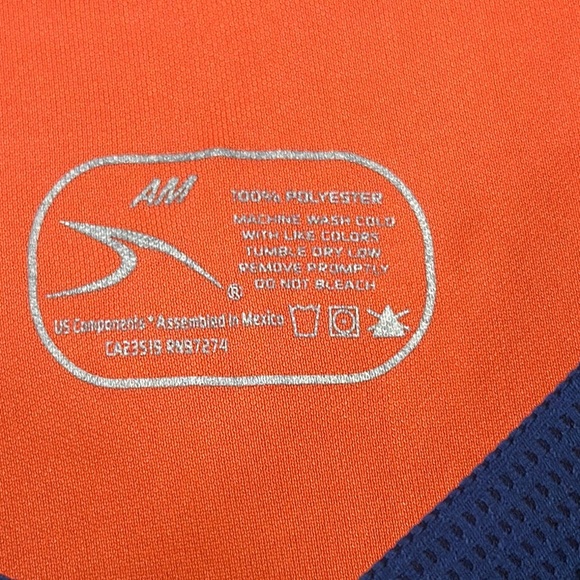 AM
100% POLYESTER
MACHINE WASH COLD
WITH LIKE COLORS
TUMBLE DRY LOW
REMOVE PROMPTLY
DO NOT BLEACH
®
US Components * Assembled in Mexico
CA23519 RN97274